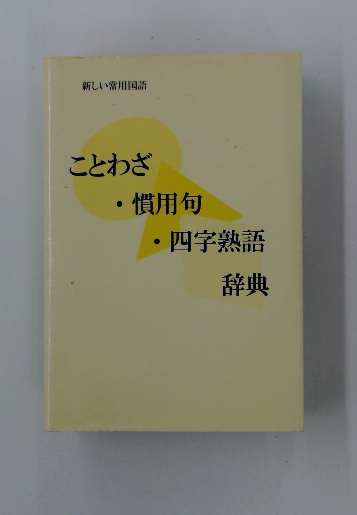 新しい常用国語
ことわざ
・慣用句
・四字熟語
辞典